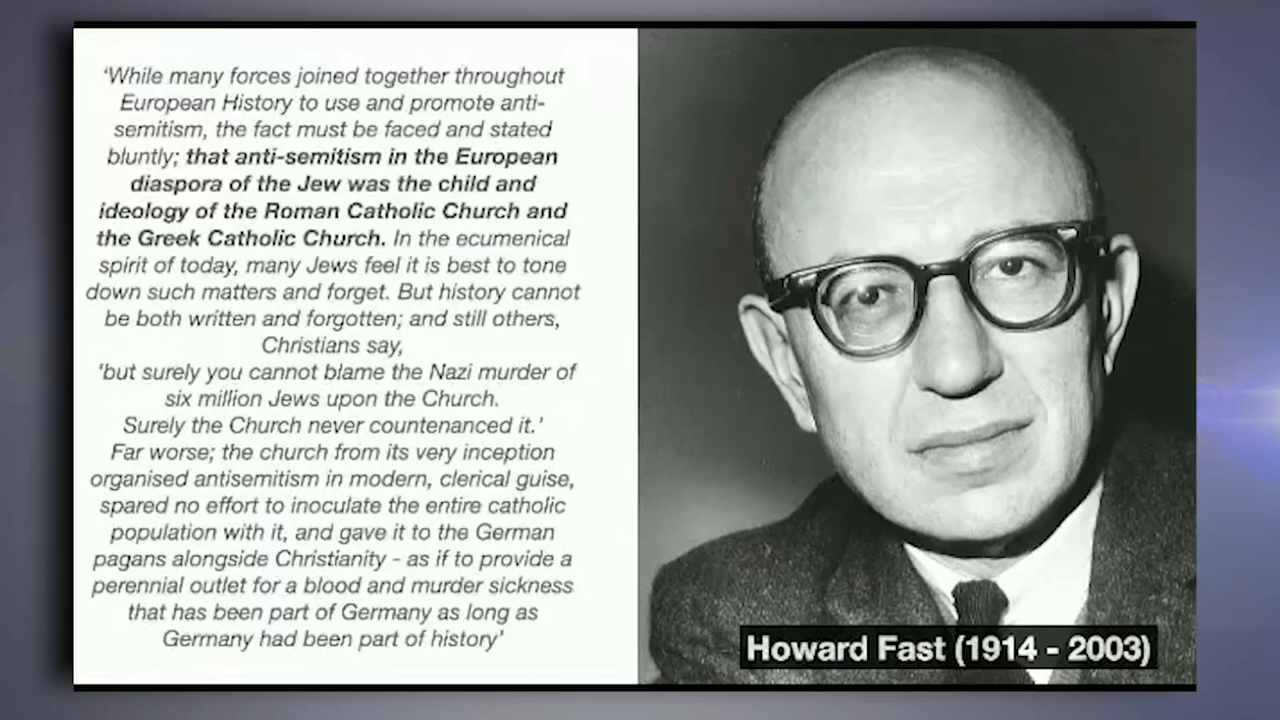 ‘While many forces joined together throughout
European History to use and promote anti-
semitism, the fact must be faced and stated
bluntly; that anti-semitism in the European
diaspora of the Jew was the child and
ideology of the Roman Catholic Church and
the Greek Catholic Church. In the ecumenical
spirit of today, many Jews feel it is best to tone
down such matters and forget. But history cannot
be both written and forgotten; and still others,
Christians say,
‘but surely you cannot blame the Nazi murder of
six million Jews upon the Church.
Surely the Church never countenanced it.'
Far worse; the church from its very inception
organised antisemitism in modern, clerical guise,
spared no effort to inoculate the entire catholic
population with it, and gave it to the German
pagans alongside Christianity - as if to provide a
perennial outlet for a blood and murder sickness
that has been part of Germany as long as
Germany had been part of history’
Howard Fast (1914 - 2003)